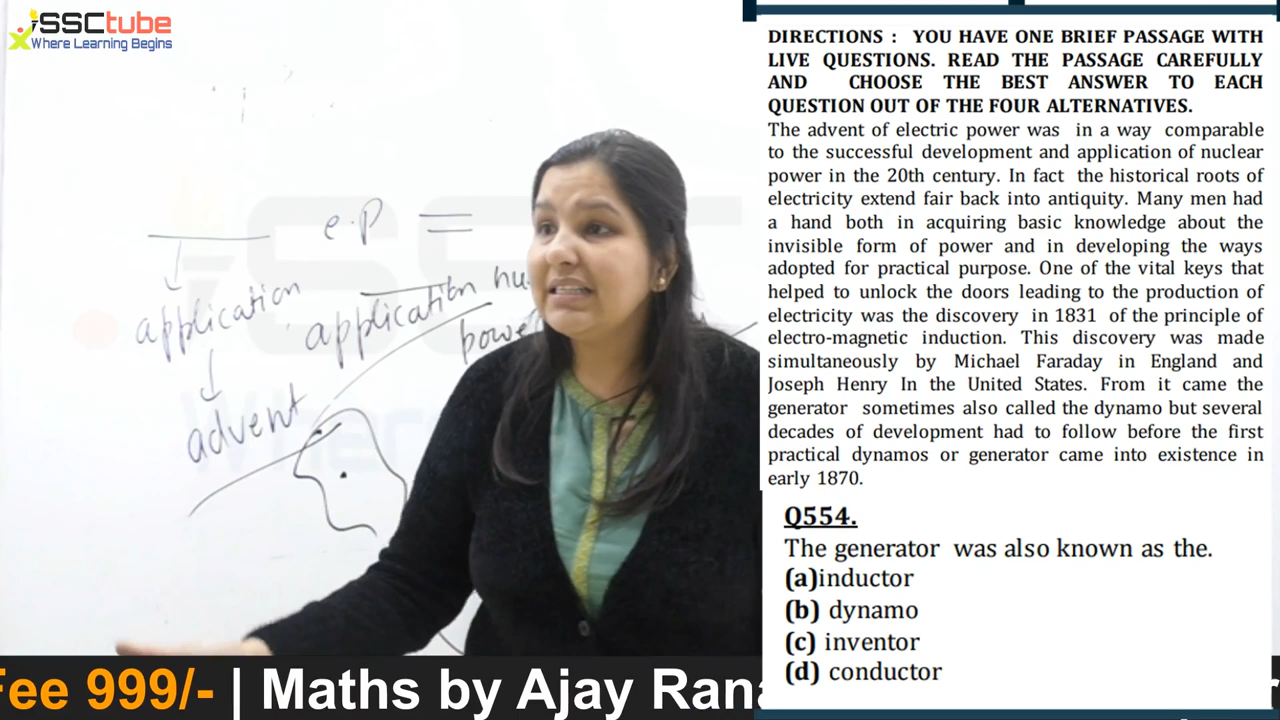 SSCtube
Where Learning Begins
e.p =
application
application nu
powe
advent
DIRECTIONS : YOU HAVE ONE BRIEF PASSAGE WITH
LIVE QUESTIONS. READ THE PASSAGE CAREFULLY
AND CHOOSE THE BEST ANSWER TO EACH
QUESTION OUT OF THE FOUR ALTERNATIVES.
The advent of electric power was in a way comparable
to the successful development and application of nuclear
power in the 20th century. In fact the historical roots of
electricity extend fair back into antiquity. Many men had
a hand both in acquiring basic knowledge about the
invisible form of power and in developing the ways
adopted for practical purpose. One of the vital keys that
helped to unlock the doors leading to the production of
electricity was the discovery in 1831 of the principle of
electro-magnetic induction. This discovery was made
simultaneously by Michael Faraday in England and
Joseph Henry In the United States. From it came the
generator sometimes also called the dynamo but several
decades of development had to follow before the first
practical dynamos or generator came into existence in
early 1870.
Q554.
The generator was also known as the.
(a)inductor
(b) dynamo
(c) inventor
(d) conductor
Fee 999/- | Maths by Ajay Rana